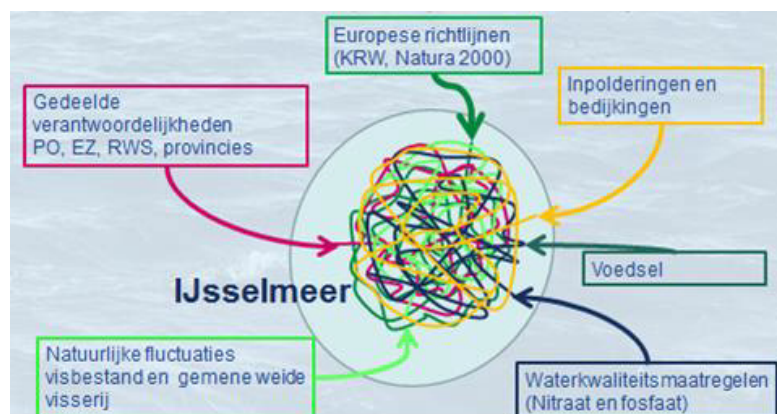 Europese richtlijnen
(KRW, Natura 2000)
Gedeelde
verantwoordelijkheden
PO, EZ, RWS, provincies
Inpolderingen en
bedijkingen
Voedsel
IJsselmeer
Natuurlijke fluctuaties
visbestand en gemene weide
visserij
Waterkwaliteitsmaatregelen
(Nitraat en fosfaat)